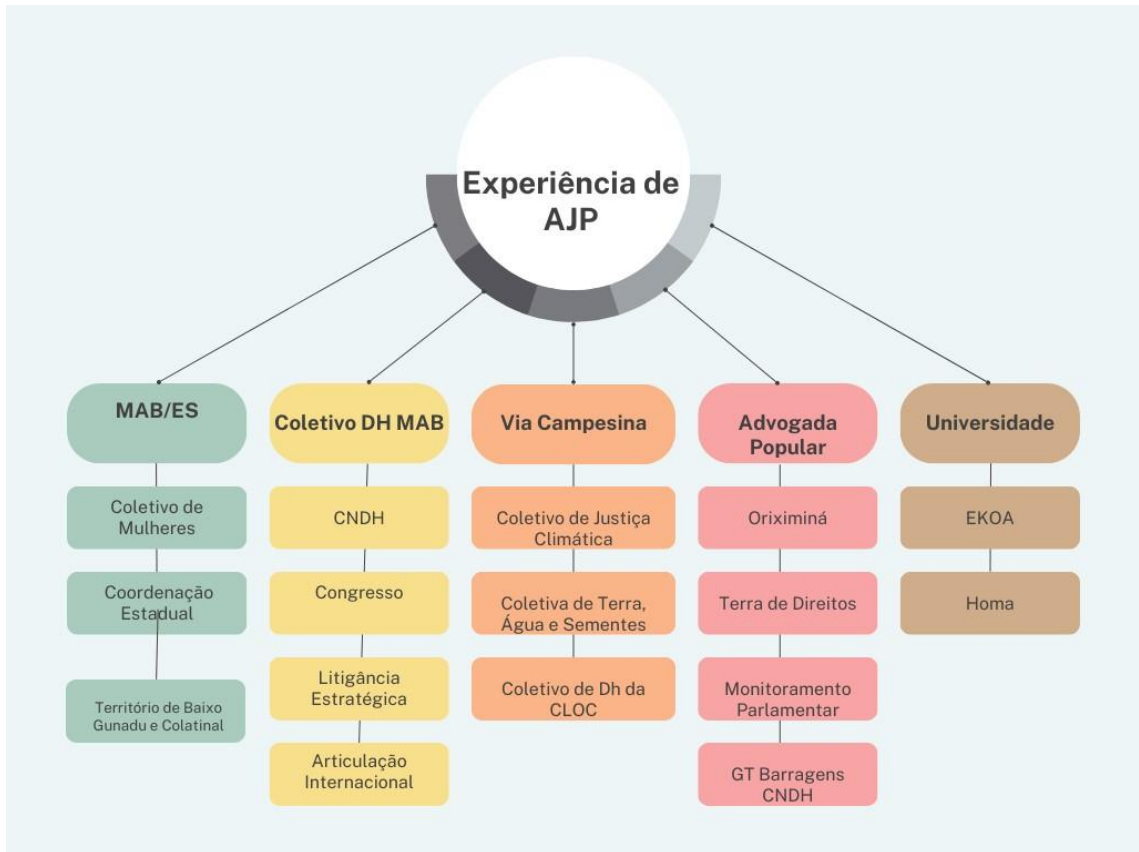 Experiência de
AJP
MAB/ES
Coletivo de
Mulheres
Coordenação
Estadual
Território de Baixo
Gunadu e Colatinal
Coletivo DH MAB
CNDH
Congresso
Litigância
Estratégica
Articulação
Internacional
Via Campesina
Coletivo de Justiça
Climática
Coletiva de Terra,
Água e Sementes
Coletivo de Dh da
CLOC
Advogada
Popular
Oriximiná
Terra de Direitos
Monitoramento
Parlamentar
GT Barragens
CNDH
Universidade
EKOA
Homa